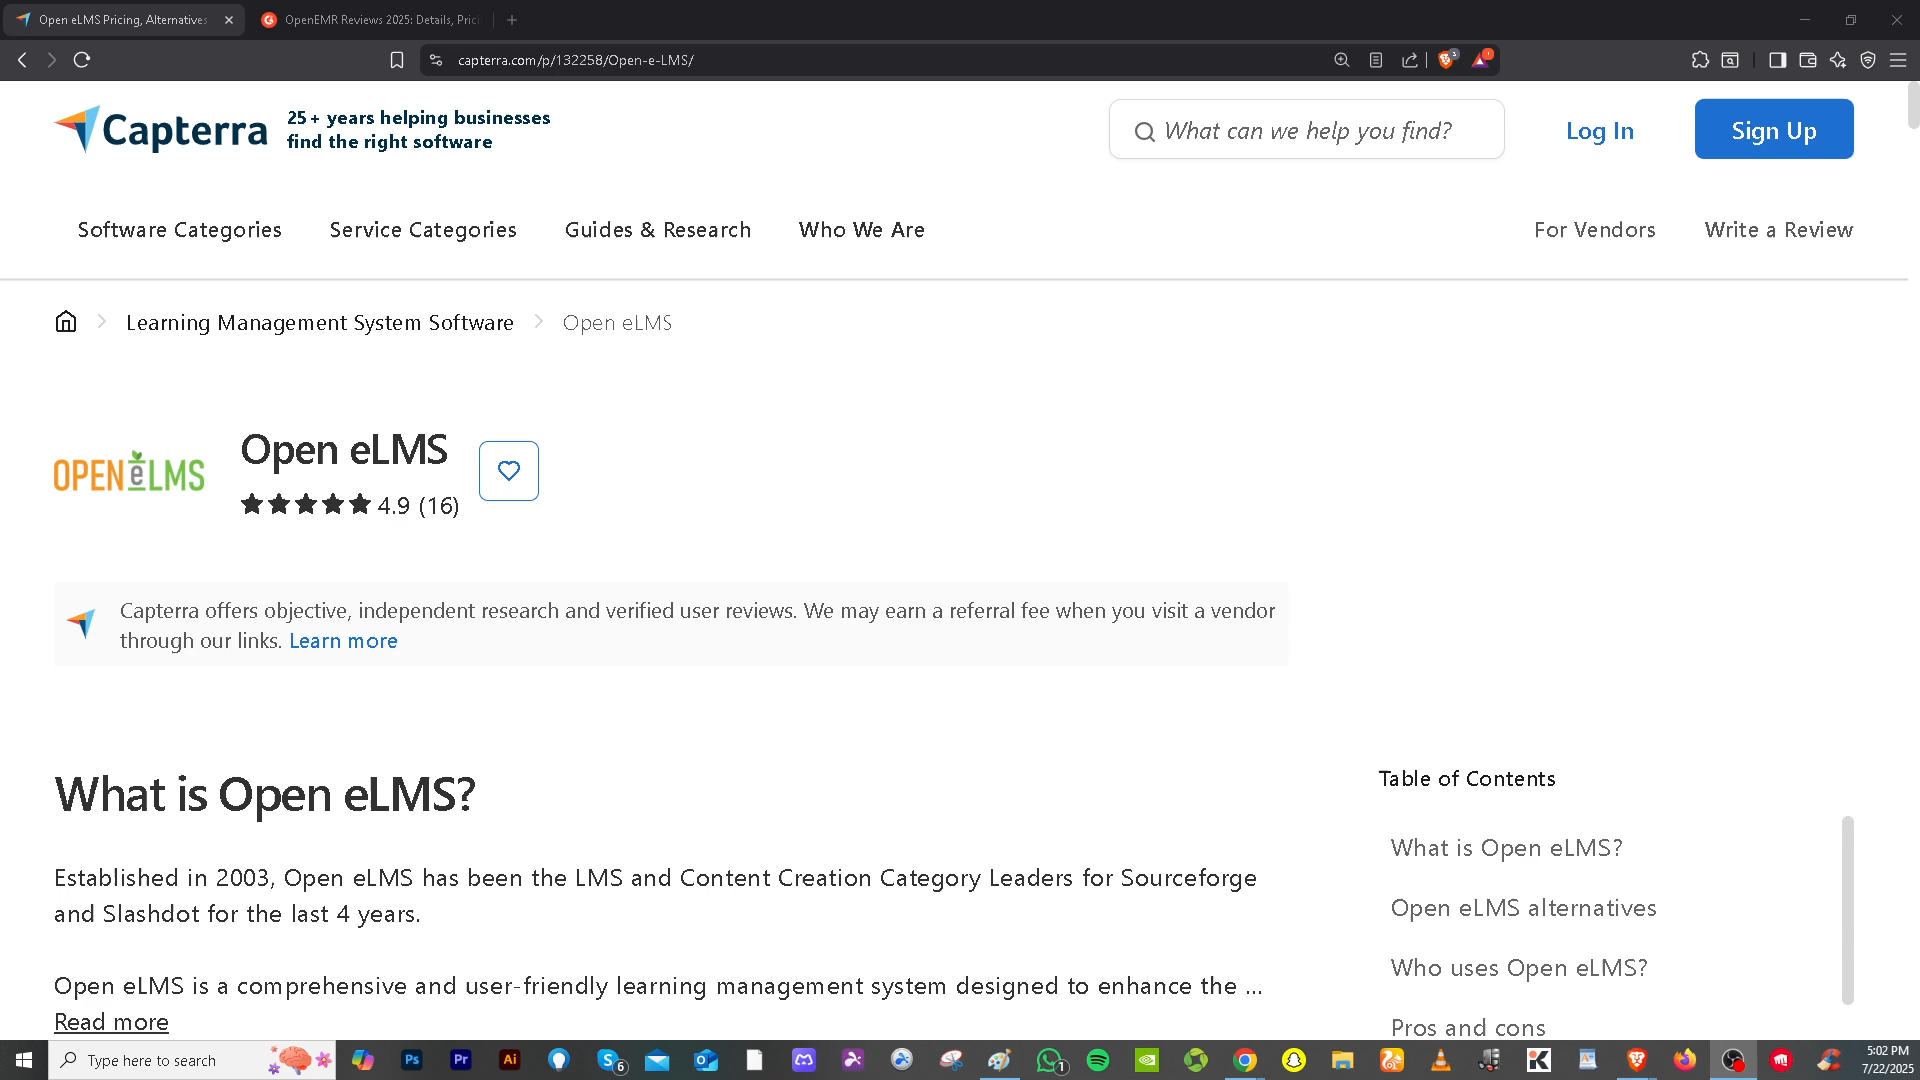 Open eLMS Pricing, Alternatives
OpenEMR Reviews 2025: Details, Prici
capterra.com/p/132258/Open-e-LMS/
Capterra
25+ years helping businesses
find the right software
What can we help you find?
Log In
Sign Up
Software Categories
Service Categories
Guides & Research
Who We Are
For Vendors
Write a Review
Learning Management System Software
Open eLMS
OPENeLMS
Open eLMS
4.9 (16)
Capterra offers objective, independent research and verified user reviews. We may earn a referral fee when you visit a vendor
through our links. Learn more
What is Open eLMS?
Established in 2003, Open eLMS has been the LMS and Content Creation Category Leaders for Sourceforge
and Slashdot for the last 4 years.
Open eLMS is a comprehensive and user-friendly learning management system designed to enhance the ...
Read more
Table of Contents
What is Open eLMS?
Open eLMS alternatives
Who uses Open eLMS?
Pros and cons
Type here to search
Ps
Pr
Ai
6
1
5:02 PM
7/22/2025